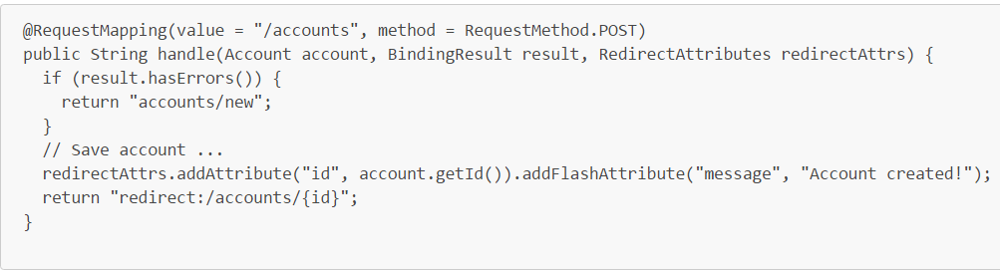 @RequestMapping(value = "/accounts", method = RequestMethod.POST)
public String handle(Account account, BindingResult result, RedirectAttributes redirectAttrs) {
  if (result.hasErrors()) {
    return "accounts/new";
  }
  // Save account ...
  redirectAttrs.addAttribute("id", account.getId()).addFlashAttribute("message", "Account created!");
  return "redirect:/accounts/{id}";
}